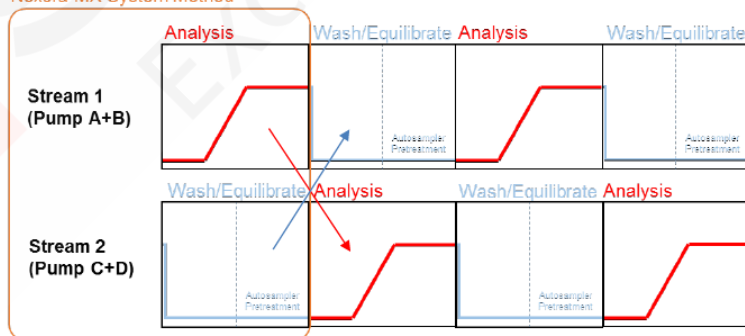 Analysis Wash/Equilibrate Analysis Wash/Equilibrate
Stream 1
(Pump A+B)
Autosampler
Pretreatment
Autosampler
Pretreatment
Wash/Equilibrate Analysis Wash/Equilibrate Analysis
Stream 2
(Pump C+D)
Autosampler
Pretreatment
Autosampler
Pretreatment